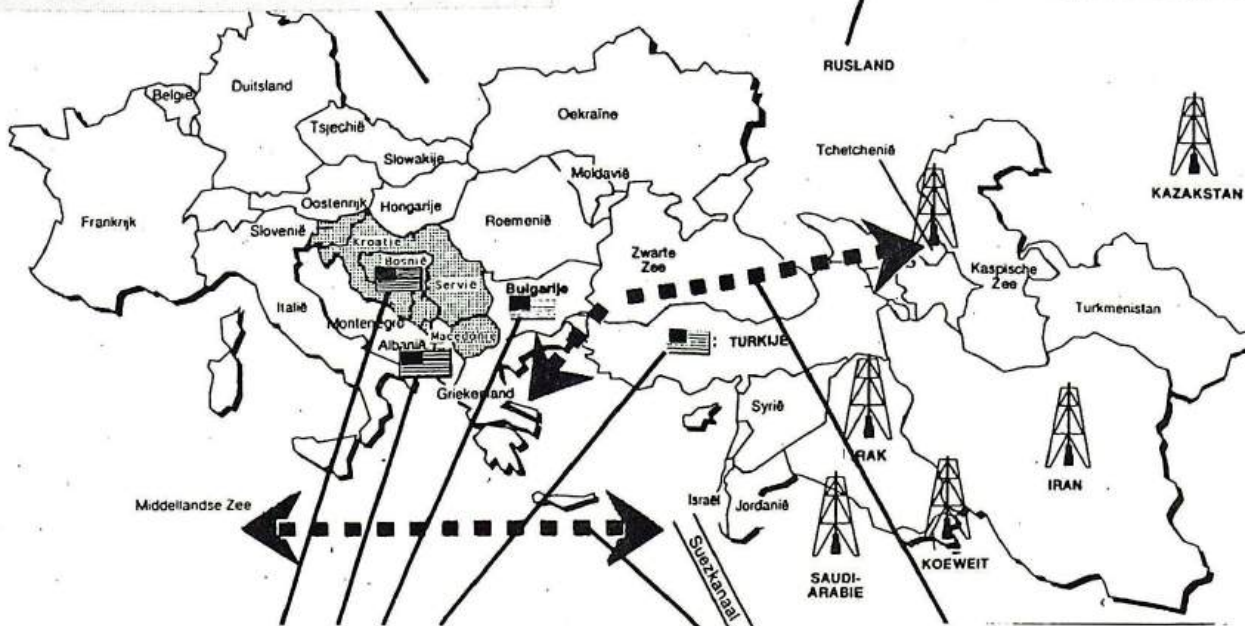 RUSLAND
Duitsland
België
Oekraïne
Tsjechië
Tchetchenië
Slowakije
Moldavië
KAZAKSTAN
Oostenrijk
Hongarije
Frankrijk
Slovenië
Roemenië
Kroatië
Zwarte
Zee
Bosnië
Kaspische
Zee
Servië
Bulgarije
Italië
Turkmenistan
Montenegro
Macedonië
Albanië
: TURKIJE
Griekenland
Syrië
RAK
IRAN
Middellandse Zee
Israël
Jordanië
Suezkanaal
KOEWEIT
SAUDI-
ARABIE